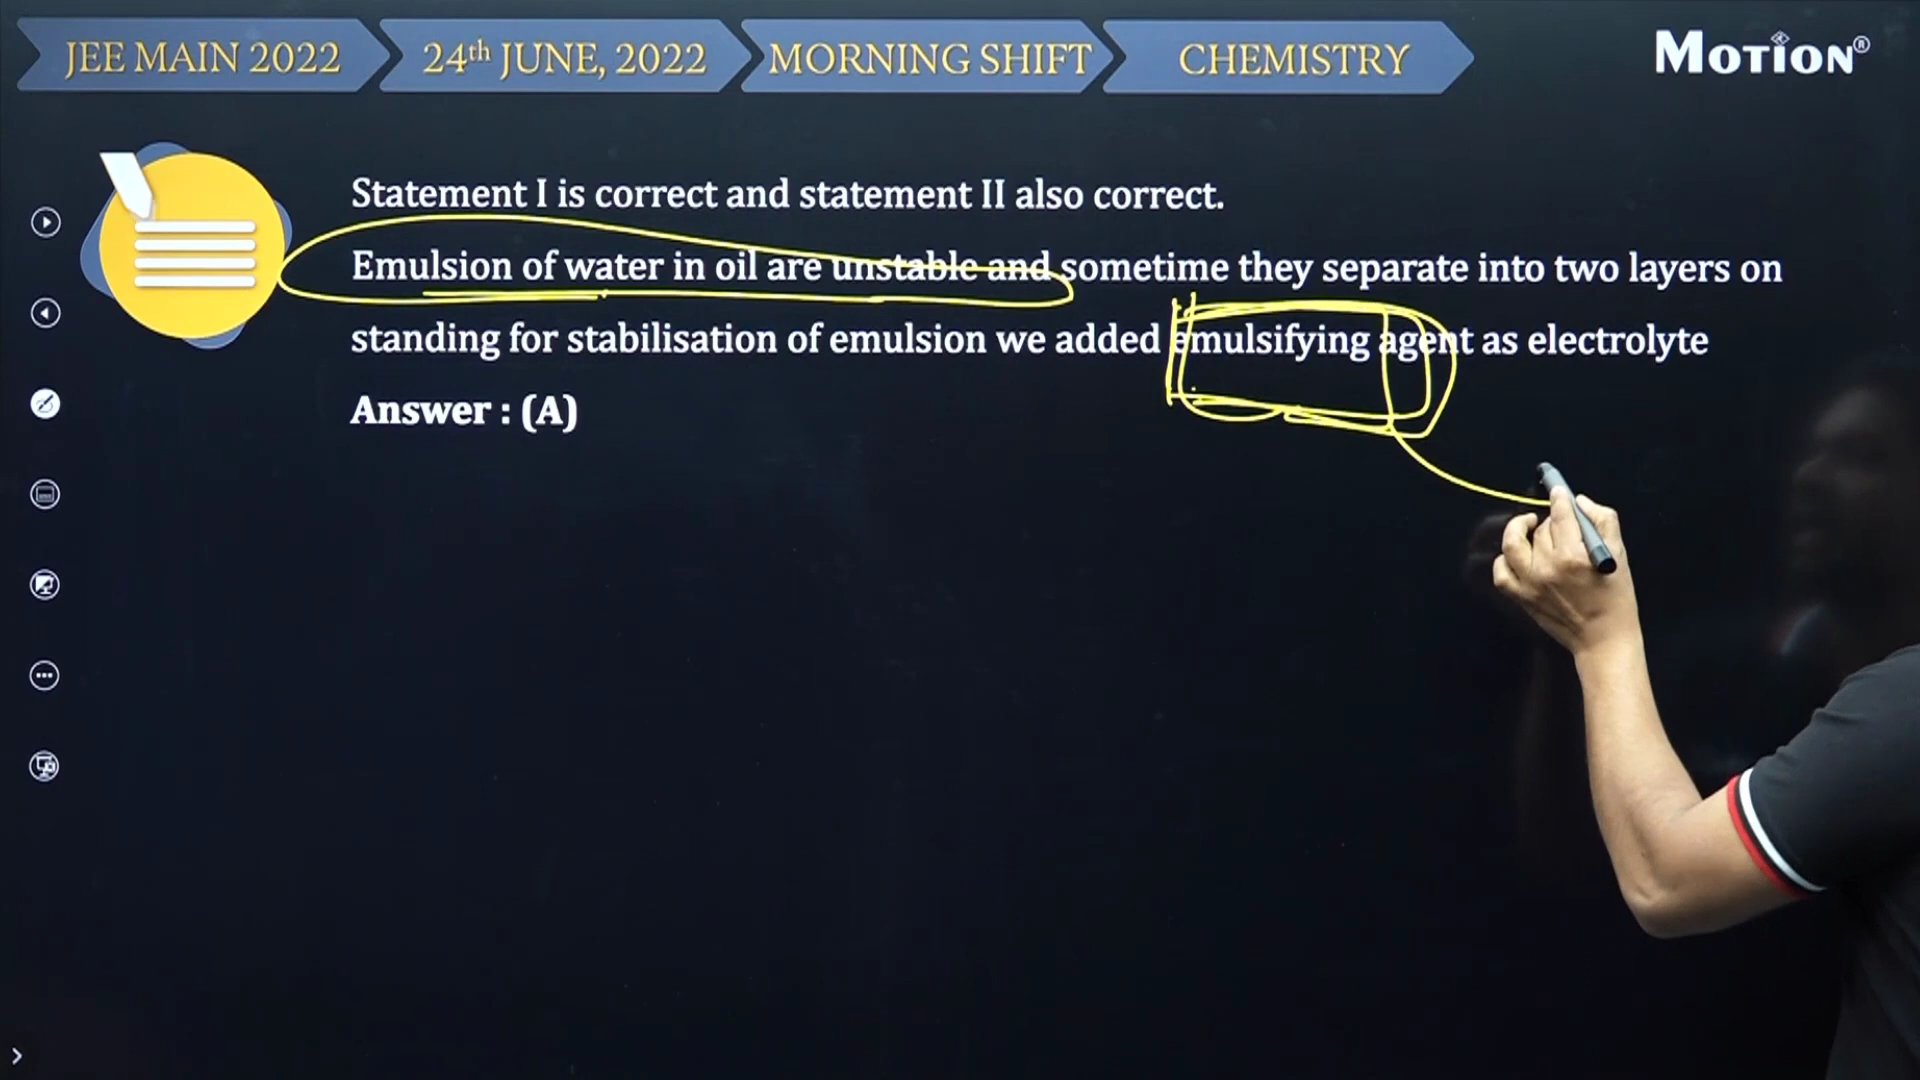 JEE MAIN 2022
24th JUNE, 2022
MORNING SHIFT
CHEMISTRY
MOTION®
Statement I is correct and statement II also correct.
Emulsion of water in oil are unstable and sometime they separate into two layers on
standing for stabilisation of emulsion we added emulsifying agent as electrolyte
Answer : (A)